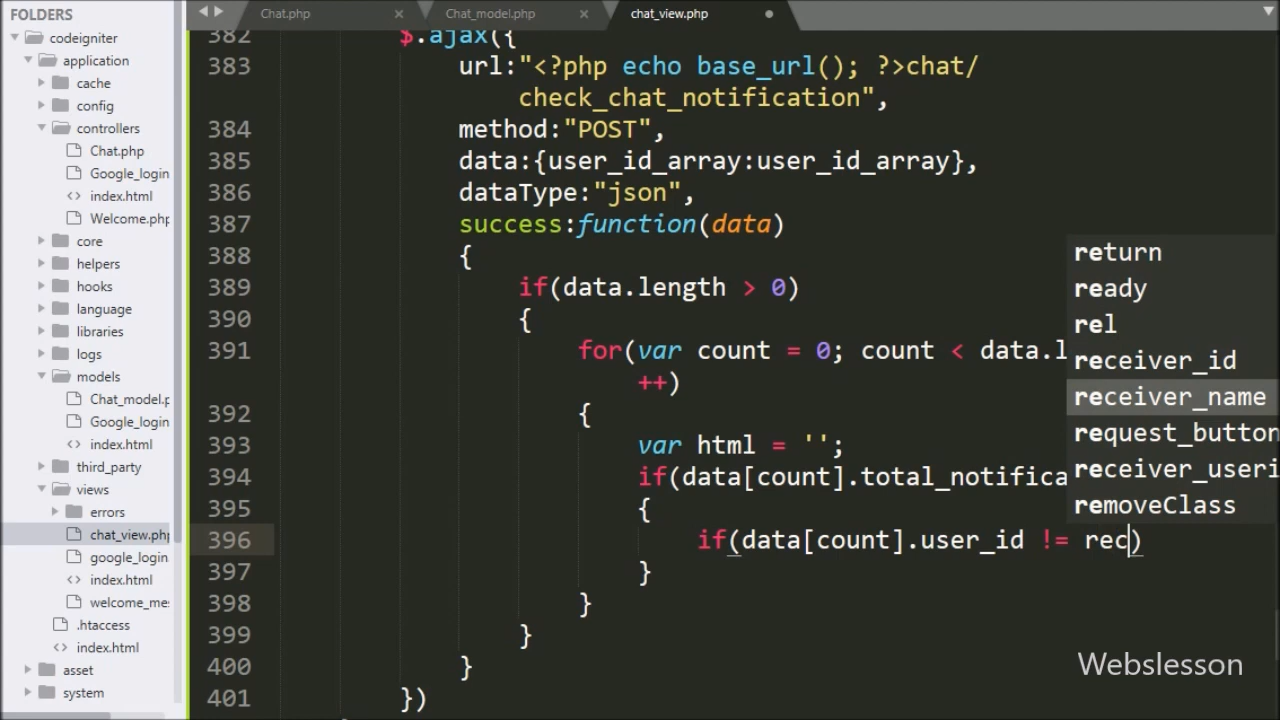 FOLDERS
codeigniter
application
cache
config
controllers
Chat.php
Google_login
index.html
Welcome.php
core
helpers
hooks
language
libraries
logs
models
Chat_model.p
Google_login
index.html
third_party
views
errors
chat_view.php
google_login
index.html
welcome_mes
.htaccess
index.html
asset
system
Chat.php × Chat_model.php × chat_view.php
382 $.ajax({
383 url:"<?php echo base_url(); ?>chat/
check_chat_notification",
384 method:"POST",
385 data:{user_id_array:user_id_array},
386 dataType:"json",
387 success:function(data)
388 {
389 if(data.length > 0)
390 {
391 for(var count = 0; count < data.l
++)
392 {
393 var html = '';
394 if(data[count].total_notifica
395 {
396 if(data[count].user_id != rec)
397 }
398 }
399 }
400 }
401 })
return
ready
rel
receiver_id
receiver_name
request_button
receiver_useri
removeClass
Webslesson